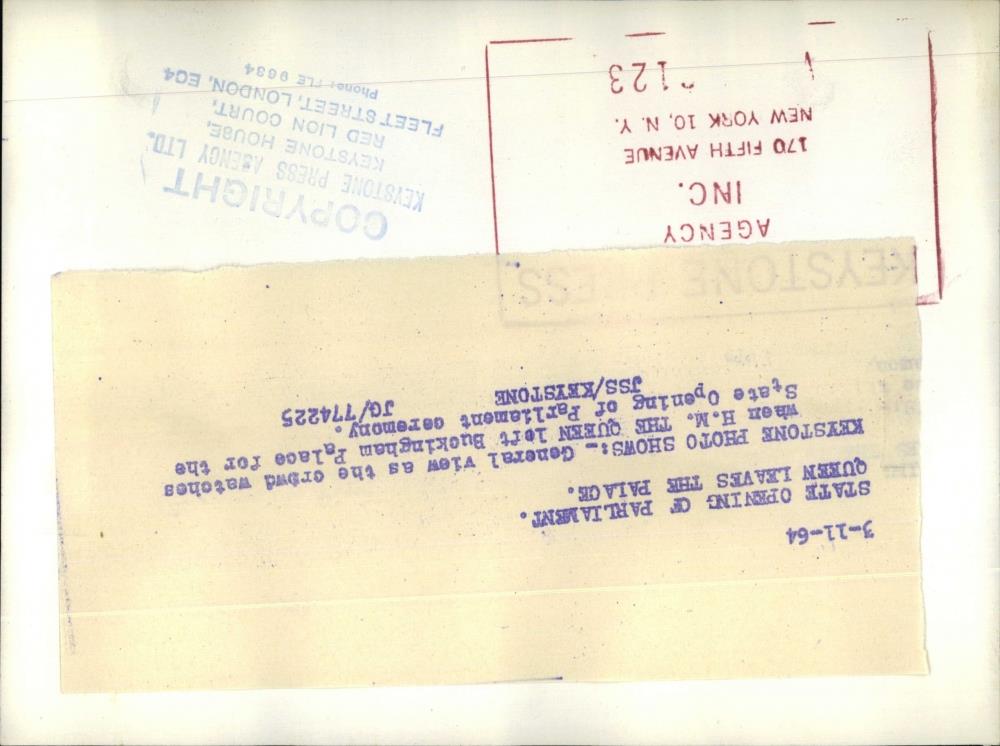 3-11-64
STATE OPENING OF PARLIAMENT.
QUEEN LEAVES THE PALACE.
KEYSTONE PHOTO SHOWS:- General view as the crowd watches
when H.M. THE QUEEN left Buckingham Palace for the
State Opening of Parliament ceremony.
JSS/KEYSTONE
JG/774225
KEYSTONE PRESS
AGENCY
INC.
170 FIFTH AVENUE
NEW YORK 10, N. Y.
123
COPYRIGHT
KEYSTONE PRESS AGENCY LTD.
KEYSTONE HOUSE,
RED LION COURT,
FLEET STREET, LONDON, EC4
Phone: FLE 9634